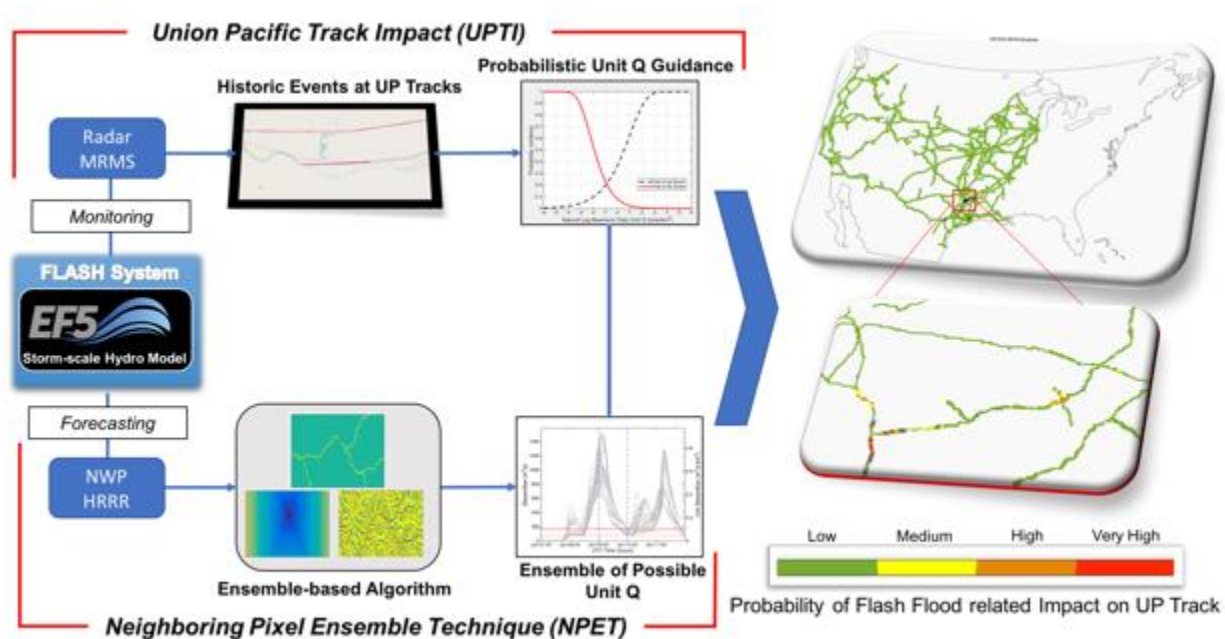 Union Pacific Track Impact (UPTI)
Historic Events at UP Tracks
Probabilistic Unit Q Guidance
Radar
MRMS
Monitoring
FLASH System
EF5
Storm-scale Hydro Model
Forecasting
NWP
HRRR
Ensemble-based Algorithm
Ensemble of Possible
Unit Q
Neighboring Pixel Ensemble Technique (NPET)
Low Medium High Very High
Probability of Flash Flood related Impact on UP Track